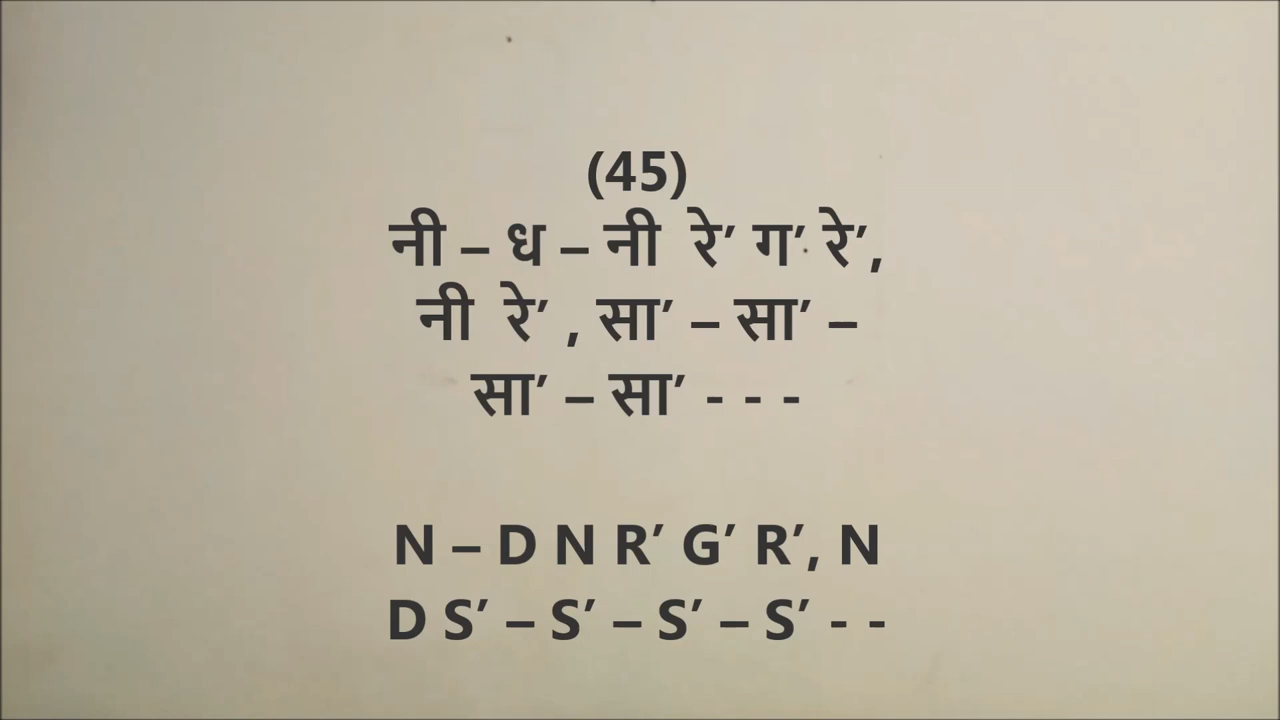 (45)
नी – ध – नी  रे’ ग’ रे’,
नी  रे’ , सा’ – सा’ –
सा’ – सा’ - - -
N – D N R’ G’ R’, N
D S’ – S’ – S’ – S’ - -